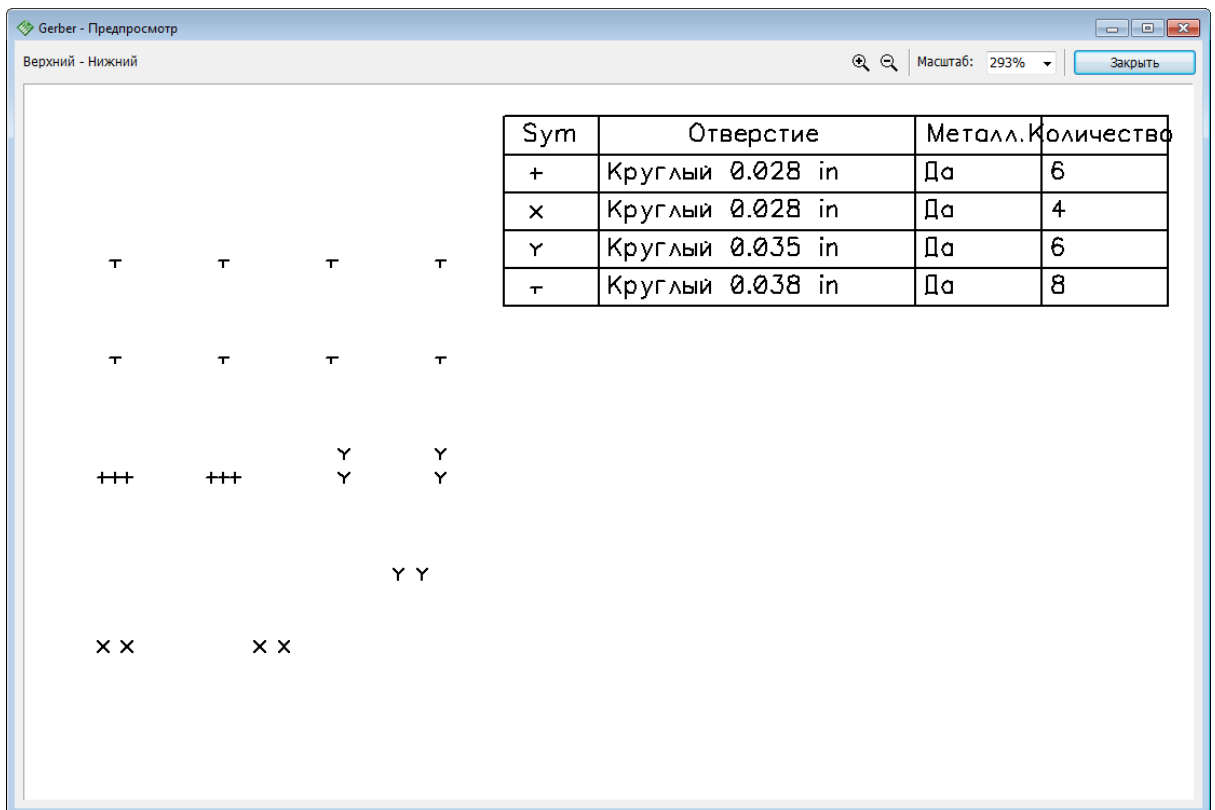 Gerber - Предпросмотр
Верхний - Нижний Масштаб: 293% Закрыть
Sym Отверстие Металл. Количество
+ Круглый 0.028 in Да 6
x Круглый 0.028 in Да 4
Y Круглый 0.035 in Да 6
т Круглый 0.038 in Да 8
т т т т
т т т т
Y Y
+++ +++ Y Y
Y Y
x x x x